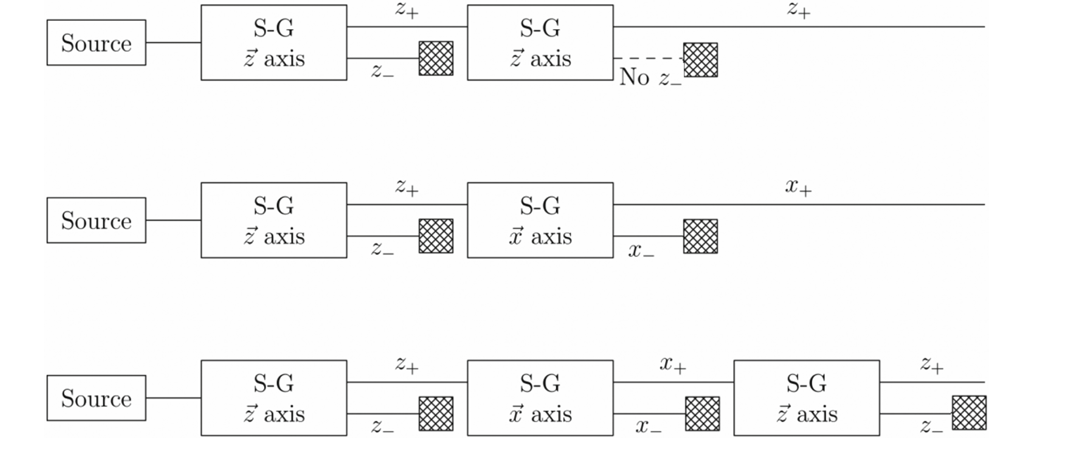 z₊ z₊
Source S-G z⃗ axis S-G z⃗ axis
z₋ No z₋
z₊ x₊
Source S-G z⃗ axis S-G x⃗ axis
z₋ x₋
z₊ x₊ z₊
Source S-G z⃗ axis S-G x⃗ axis S-G z⃗ axis
z₋ x₋ z₋